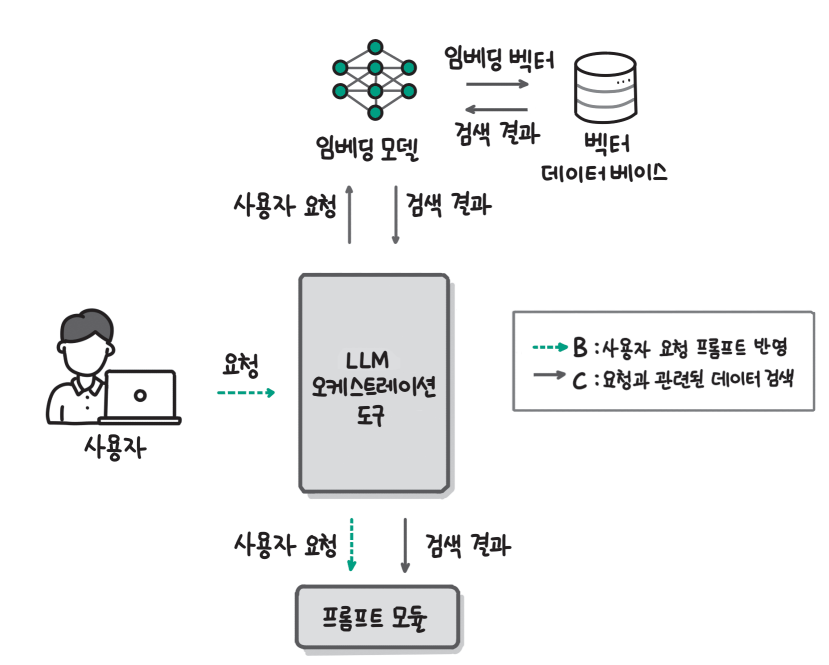 임베딩 벡터
검색 결과
임베딩 모델
벡터
데이터 베이스
사용자 요청
검색 결과
요청
사용자
LLM
오케스트레이션
도구
B : 사용자 요청 프롬프트 반영
C : 요청과 관련된 데이터 검색
사용자 요청
검색 결과
프롬프트 모듈